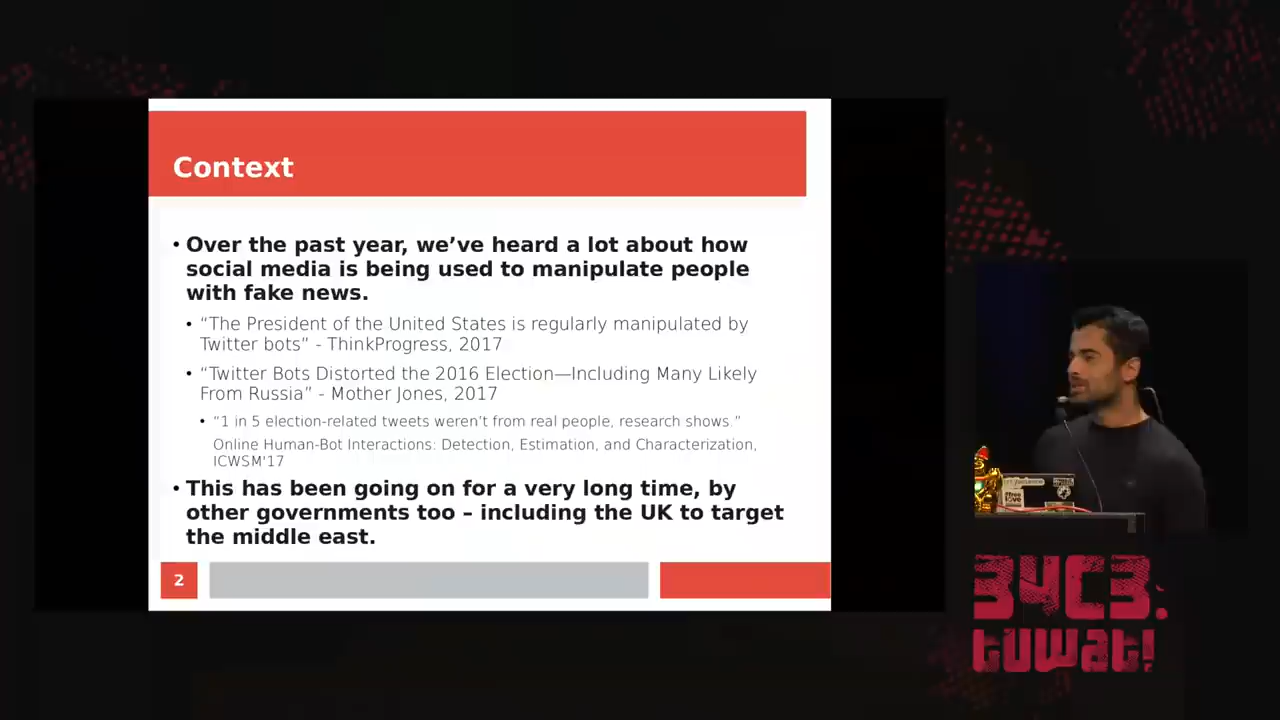 Context
• Over the past year, we’ve heard a lot about how
social media is being used to manipulate people
with fake news.
• “The President of the United States is regularly manipulated by
Twitter bots” - ThinkProgress, 2017
• “Twitter Bots Distorted the 2016 Election—Including Many Likely
From Russia” - Mother Jones, 2017
• “1 in 5 election-related tweets weren’t from real people, research shows.”
Online Human-Bot Interactions: Detection, Estimation, and Characterization,
ICWSM'17
• This has been going on for a very long time, by
other governments too – including the UK to target
the middle east.
2
34C3:
tuwat!